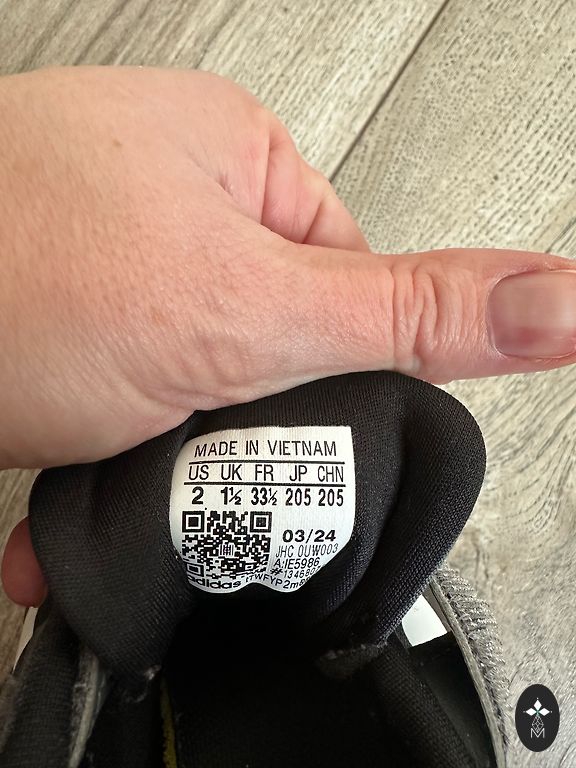 MADE IN VIETNAM
US UK FR JP CHN
2 1½ 33½ 205 205
03/24
JHC 0UW003
A:IE5986
adidas